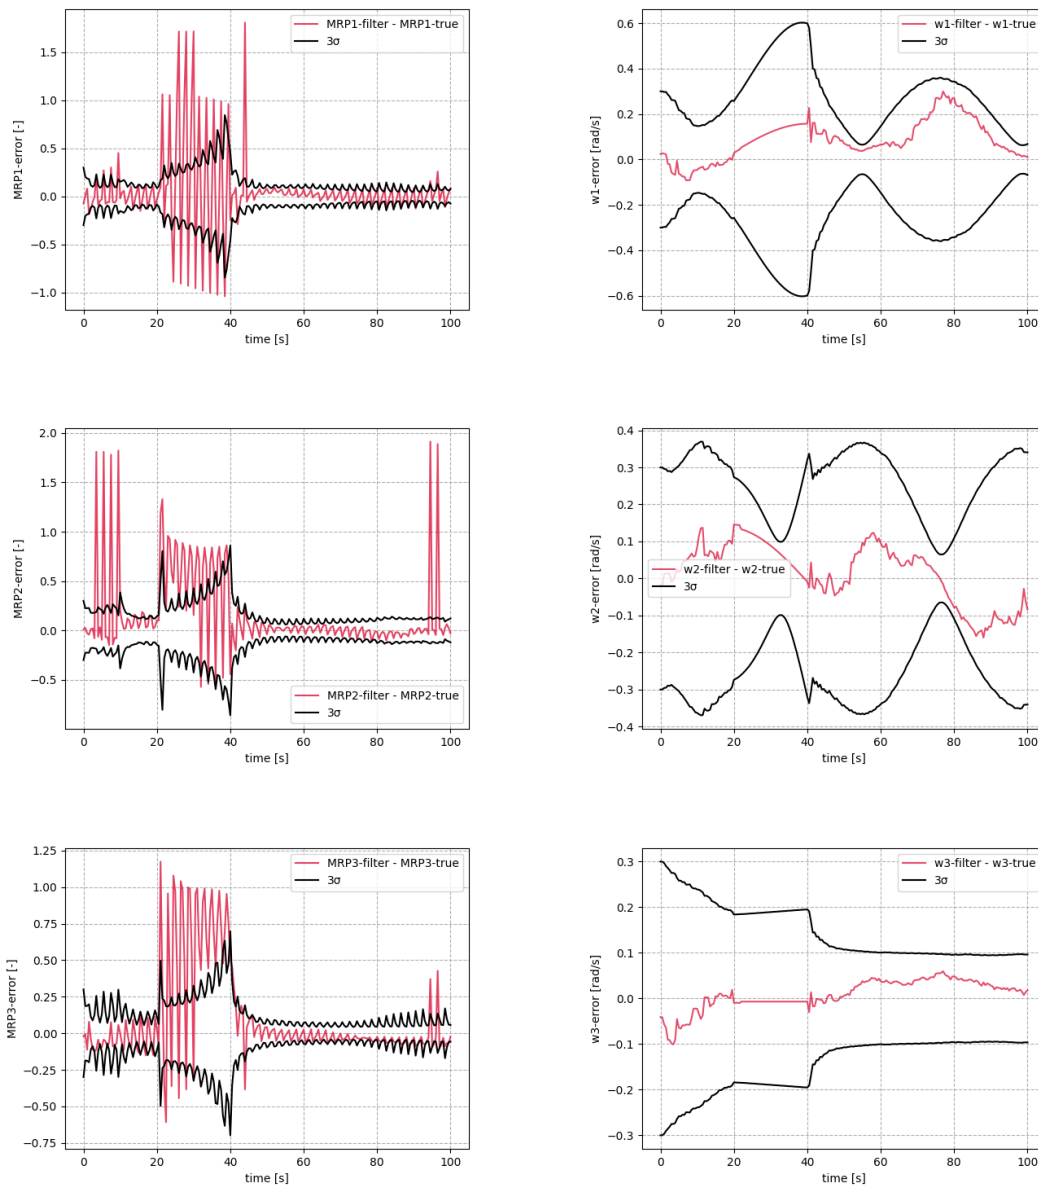 MRP1-filter - MRP1-true
3σ
MRP1-error [-]
1.5
1.0
0.5
0.0
−0.5
−1.0
0 20 40 60 80 100
time [s]
w1-filter - w1-true
3σ
w1-error [rad/s]
0.6
0.4
0.2
0.0
−0.2
−0.4
−0.6
0 20 40 60 80 100
time [s]
MRP2-error [-]
2.0
1.5
1.0
0.5
0.0
−0.5
MRP2-filter - MRP2-true
3σ
0 20 40 60 80 100
time [s]
w2-error [rad/s]
0.4
0.3
0.2
0.1
0.0
−0.1
−0.2
−0.3
−0.4
w2-filter - w2-true
3σ
0 20 40 60 80 100
time [s]
MRP3-filter - MRP3-true
3σ
MRP3-error [-]
1.25
1.00
0.75
0.50
0.25
0.00
−0.25
−0.50
−0.75
0 20 40 60 80 100
time [s]
w3-filter - w3-true
3σ
w3-error [rad/s]
0.3
0.2
0.1
0.0
−0.1
−0.2
−0.3
0 20 40 60 80 100
time [s]